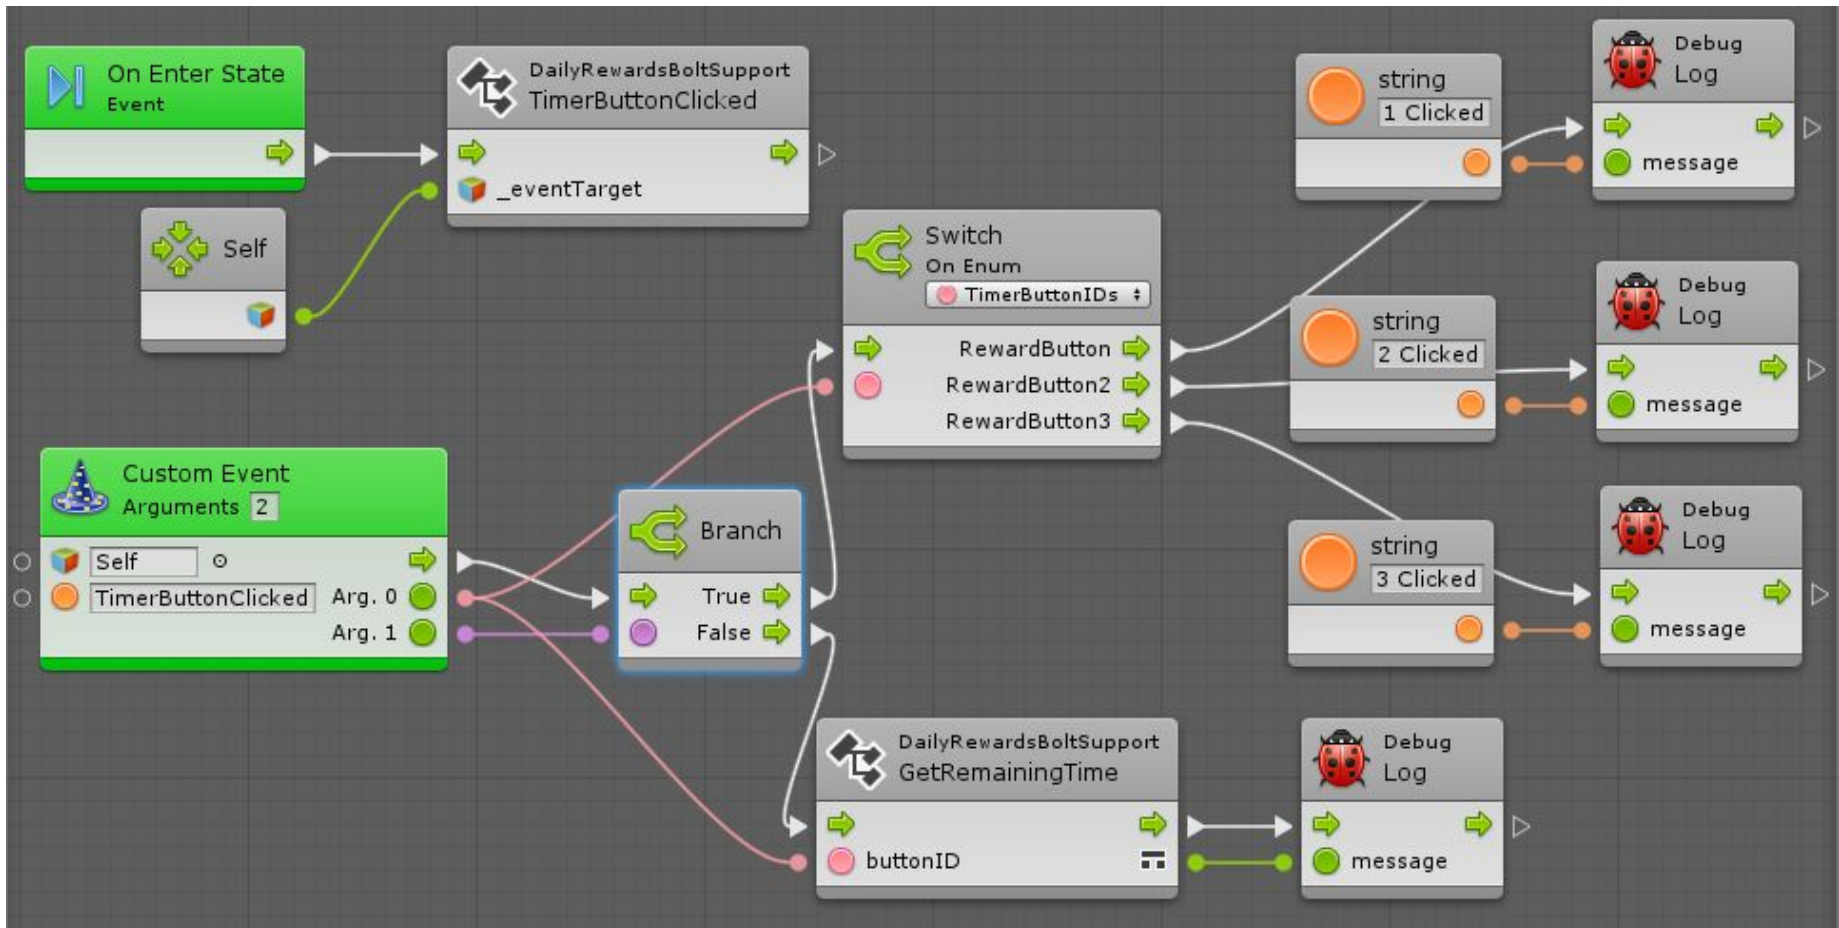 On Enter State
Event
DailyRewardsBoltSupport
TimerButtonClicked
_eventTarget
Self
Switch
On Enum
TimerButtonIDs
RewardButton
RewardButton2
RewardButton3
string
1 Clicked
Debug
Log
message
string
2 Clicked
Debug
Log
message
string
3 Clicked
Debug
Log
message
Custom Event
Arguments 2
Self
TimerButtonClicked Arg. 0
Arg. 1
Branch
True
False
DailyRewardsBoltSupport
GetRemainingTime
buttonID
Debug
Log
message